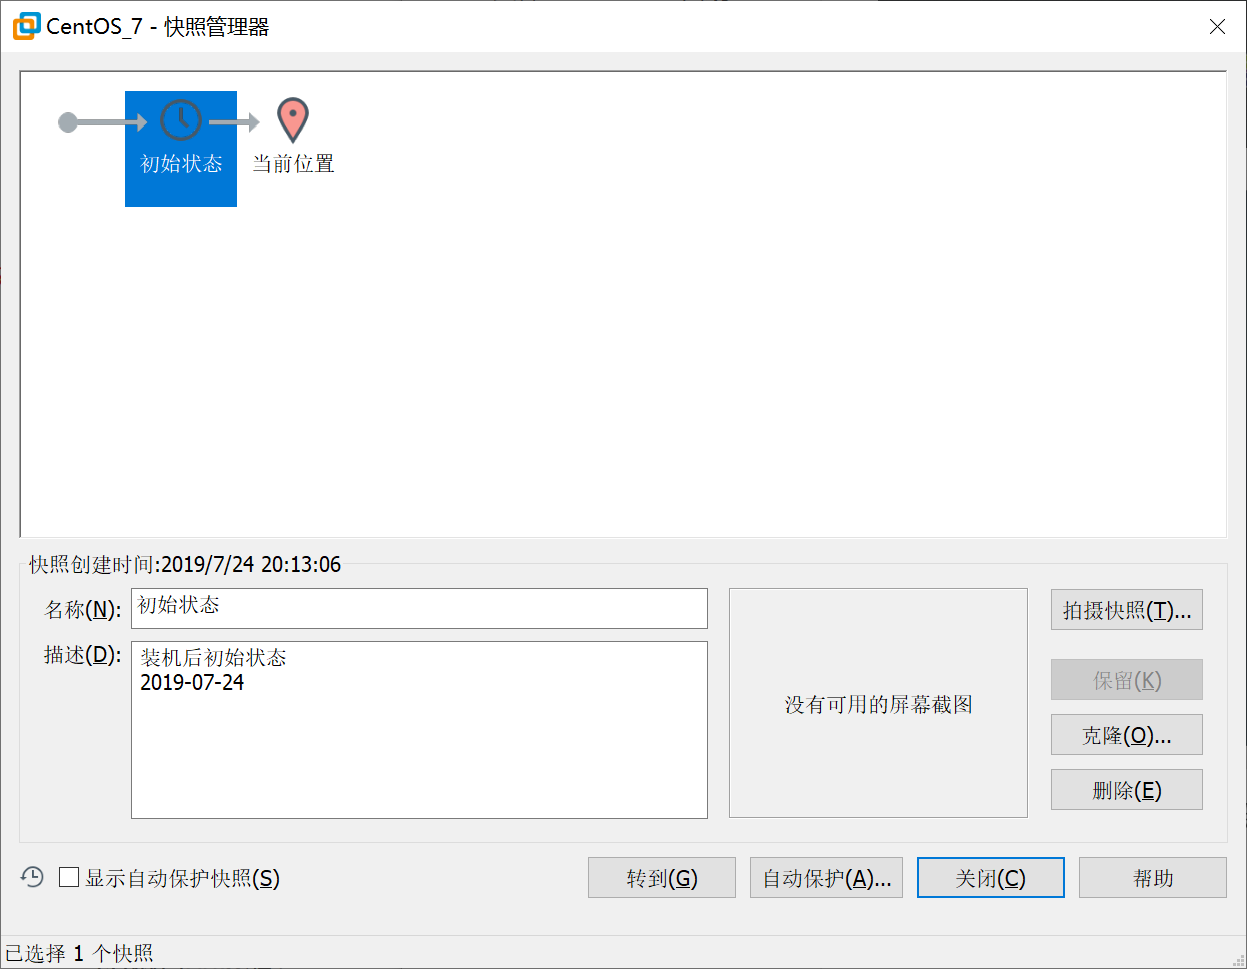 CentOS_7 - 快照管理器
初始状态
当前位置
快照创建时间:2019/7/24 20:13:06
名称(N):
初始状态
描述(D):
装机后初始状态
2019-07-24
没有可用的屏幕截图
拍摄快照(T)...
保留(K)
克隆(O)...
删除(E)
显示自动保护快照(S)
转到(G)
自动保护(A)...
关闭(C)
帮助
已选择 1 个快照